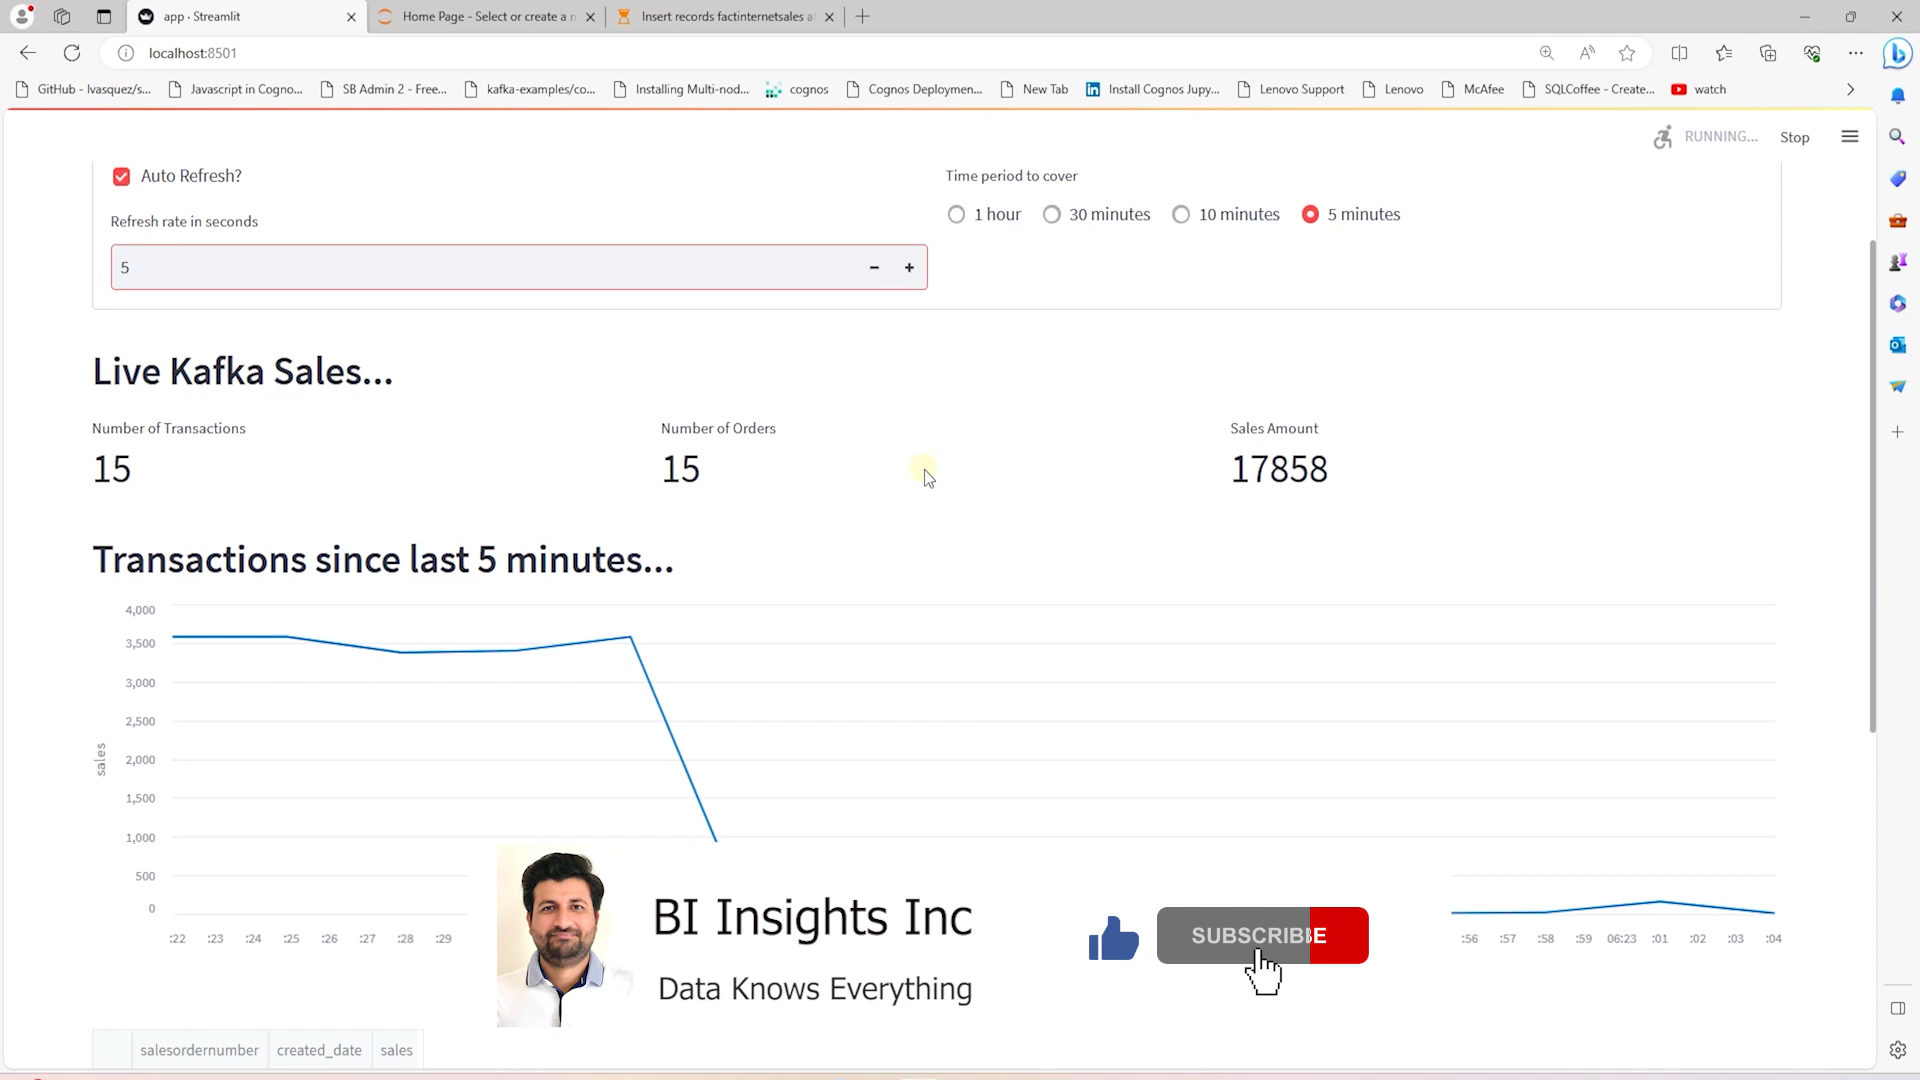 app · Streamlit
Home Page - Select or create a n
Insert records factinternetsales a
localhost:8501
GitHub - lvasquez/s...
Javascript in Cogno...
SB Admin 2 - Free...
kafka-examples/co...
Installing Multi-nod...
cognos
Cognos Deploymen...
New Tab
Install Cognos Jupy...
Lenovo Support
Lenovo
McAfee
SQLCoffee - Create...
watch
RUNNING...
Stop
Auto Refresh?
Time period to cover
1 hour
30 minutes
10 minutes
5 minutes
Refresh rate in seconds
5
Live Kafka Sales...
Number of Transactions
Number of Orders
Sales Amount
15
15
17858
Transactions since last 5 minutes...
4,000
3,500
3,000
2,500
2,000
1,500
1,000
500
0
sales
:22 :23 :24 :25 :26 :27 :28 :29
:56 :57 :58 :59 06:23 :01 :02 :03 :04
BI Insights Inc
Data Knows Everything
SUBSCRIBE
salesordernumber created_date sales